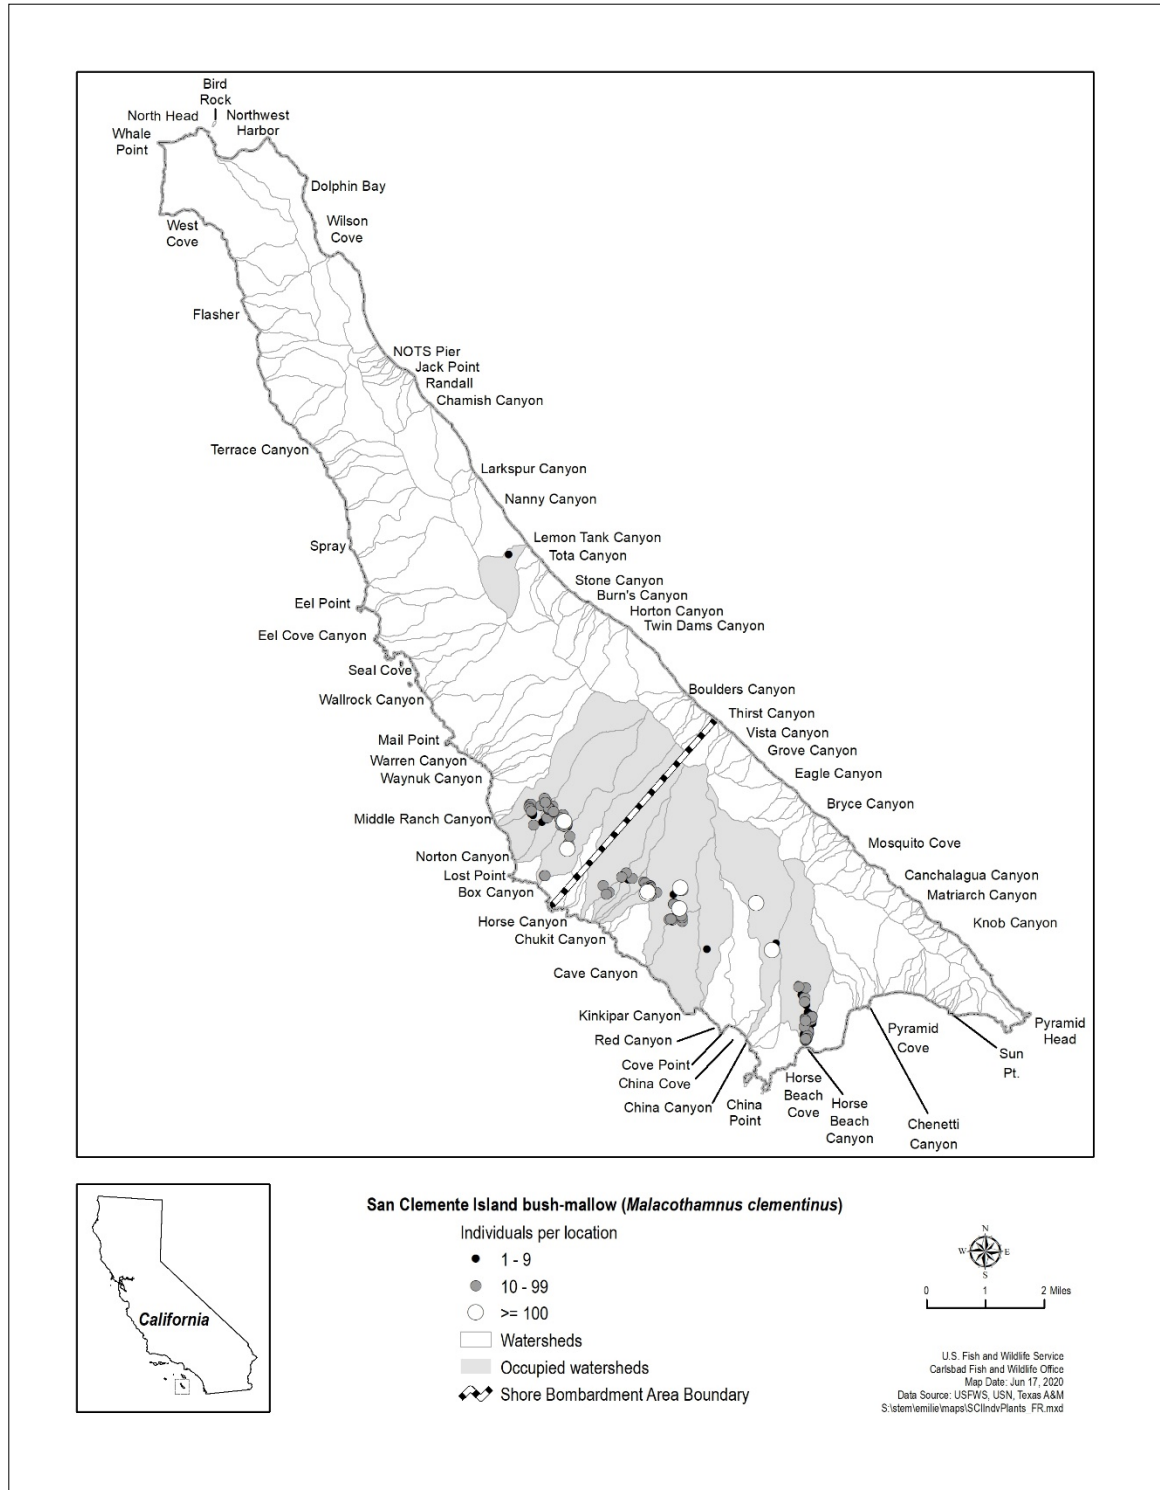 Bird
Rock
North Head
Northwest
Harbor
Whale
Point
Dolphin Bay
West
Cove
Wilson
Cove
Flasher
NOTS Pier
Jack Point
Randall
Chamish Canyon
Terrace Canyon
Larkspur Canyon
Nanny Canyon
Lemon Tank Canyon
Spray
Tota Canyon
Stone Canyon
Burn's Canyon
Eel Point
Horton Canyon
Twin Dams Canyon
Eel Cove Canyon
Seal Cove
Boulders Canyon
Wallrock Canyon
Thirst Canyon
Vista Canyon
Mail Point
Grove Canyon
Warren Canyon
Eagle Canyon
Waynuk Canyon
Bryce Canyon
Middle Ranch Canyon
Mosquito Cove
Norton Canyon
Lost Point
Canchalagua Canyon
Box Canyon
Matriarch Canyon
Horse Canyon
Knob Canyon
Chukit Canyon
Cave Canyon
Kinkipar Canyon
Red Canyon
Pyramid
Cove
Pyramid
Head
Cove Point
Sun
Pt.
China Cove
China Canyon
China
Point
Horse
Beach
Cove
Horse
Beach
Canyon
Chenetti
Canyon
California
San Clemente Island bush-mallow (Malacothamnus clementinus)
Individuals per location
1 - 9
10 - 99
>= 100
Watersheds
Occupied watersheds
Shore Bombardment Area Boundary
N
W E
S
0 1 2 Miles
U.S. Fish and Wildlife Service
Carlsbad Fish and Wildlife Office
Map Date: Jun 17, 2020
Data Source: USFWS, USN, Texas A&M
S:\stem\emilie\maps\SCIIndvPlants_FR.mxd